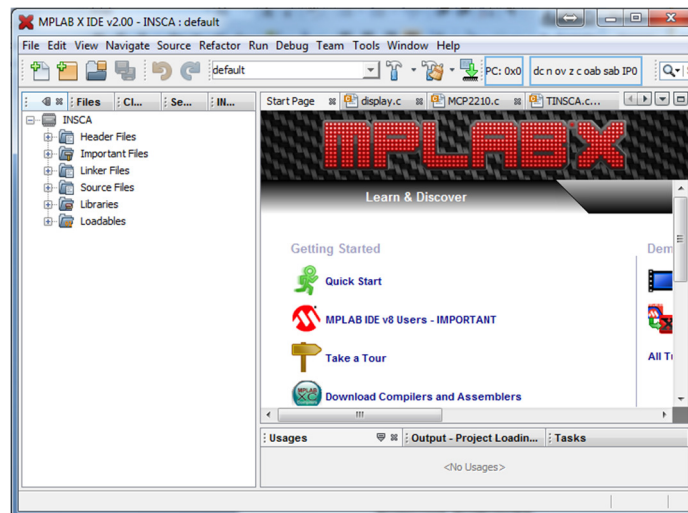 MPLAB X IDE v2.00 - INSCA : default
File Edit View Navigate Source Refactor Run Debug Team Tools Window Help
default PC: 0x0 dc n ov z c oab sab IP0
Files Cl... Se... IN... Start Page display.c MCP2210.c TINSCA.c...
INSCA
Header Files
Important Files
Linker Files
Source Files
Libraries
Loadables
MPLAB X
Learn & Discover
Getting Started
Dem
Quick Start
MPLAB IDE v8 Users - IMPORTANT
Take a Tour
All Tu
Download Compilers and Assemblers
Usages Output - Project Loadin... Tasks
<No Usages>